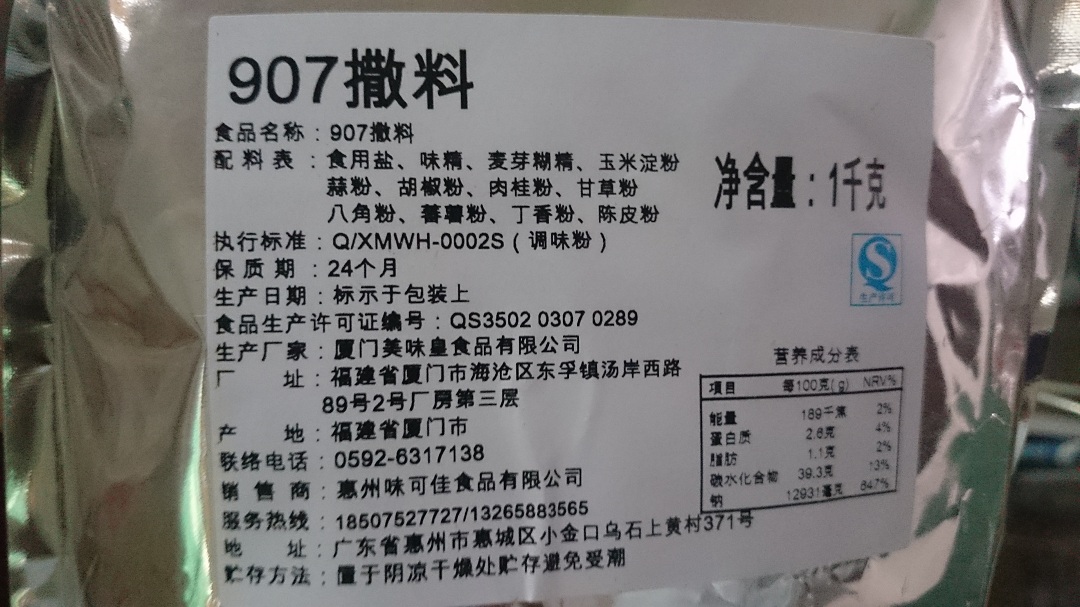 907撒料
食品名称：907撒料
配料表：食用盐、味精、麦芽糊精、玉米淀粉
蒜粉、胡椒粉、肉桂粉、甘草粉
八角粉、蕃薯粉、丁香粉、陈皮粉
执行标准：Q/XMWH-0002S（调味粉）
保质期：24个月
生产日期：标示于包装上
食品生产许可证编号：QS3502 0307 0289
生产厂家：厦门美味皇食品有限公司
厂址：福建省厦门市海沧区东孚镇汤岸西路
89号2号厂房第三层
产地：福建省厦门市
联络电话：0592-6317138
销售商：惠州味可佳食品有限公司
服务热线：18507527727/13265883565
地址：广东省惠州市惠城区小金口乌石上黄村371号
贮存方法：置于阴凉干燥处贮存避免受潮
净含量：1千克
生产许可
营养成分表
项目 每100克(g) NRV%
能量 189千焦 2%
蛋白质 2.6克 4%
脂肪 1.1克 2%
碳水化合物 39.3克 13%
钠 12931毫克 647%